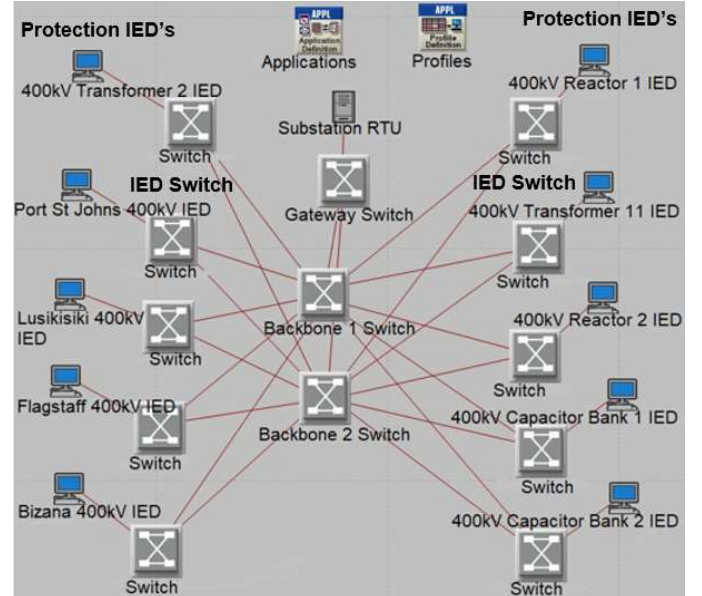 Protection IED's
APPL
Application
Definition
Applications
APPL
Profile
Definition
Profiles
Protection IED's
400kV Transformer 2 IED
Switch
Substation RTU
400kV Reactor 1 IED
Switch
IED Switch
Gateway Switch
IED Switch
Port St Johns 400kV IED
Switch
400kV Transformer 11 IED
Switch
Lusikisiki 400kV
IED
Switch
Backbone 1 Switch
400kV Reactor 2 IED
Switch
Flagstaff 400kV IED
Switch
Backbone 2 Switch
400kV Capacitor Bank 1 IED
Switch
Bizana 400kV IED
Switch
400kV Capacitor Bank 2 IED
Switch